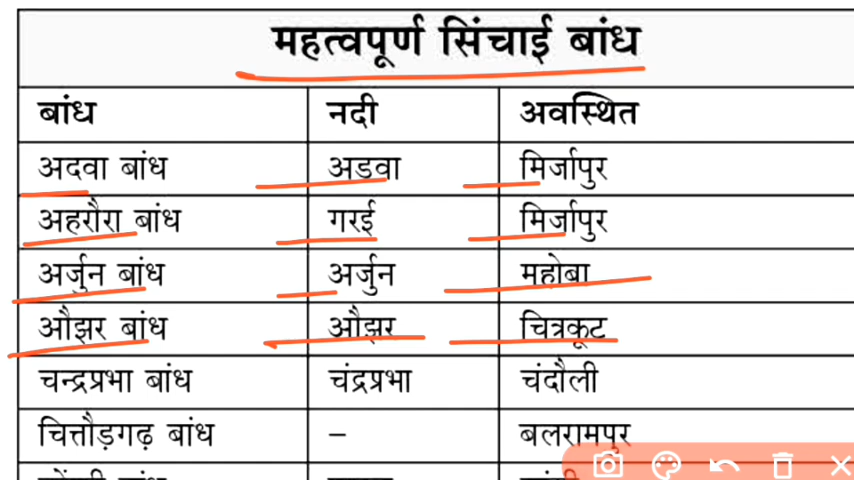 महत्वपूर्ण सिंचाई बांध
बांध नदी अवस्थित
अदवा बांध अडवा मिर्जापुर
अहरौरा बांध गरई मिर्जापुर
अर्जुन बांध अर्जुन महोबा
औझर बांध औझर चित्रकूट
चन्द्रप्रभा बांध चंद्रप्रभा चंदौली
चित्तौड़गढ़ बांध – बलरामपुर